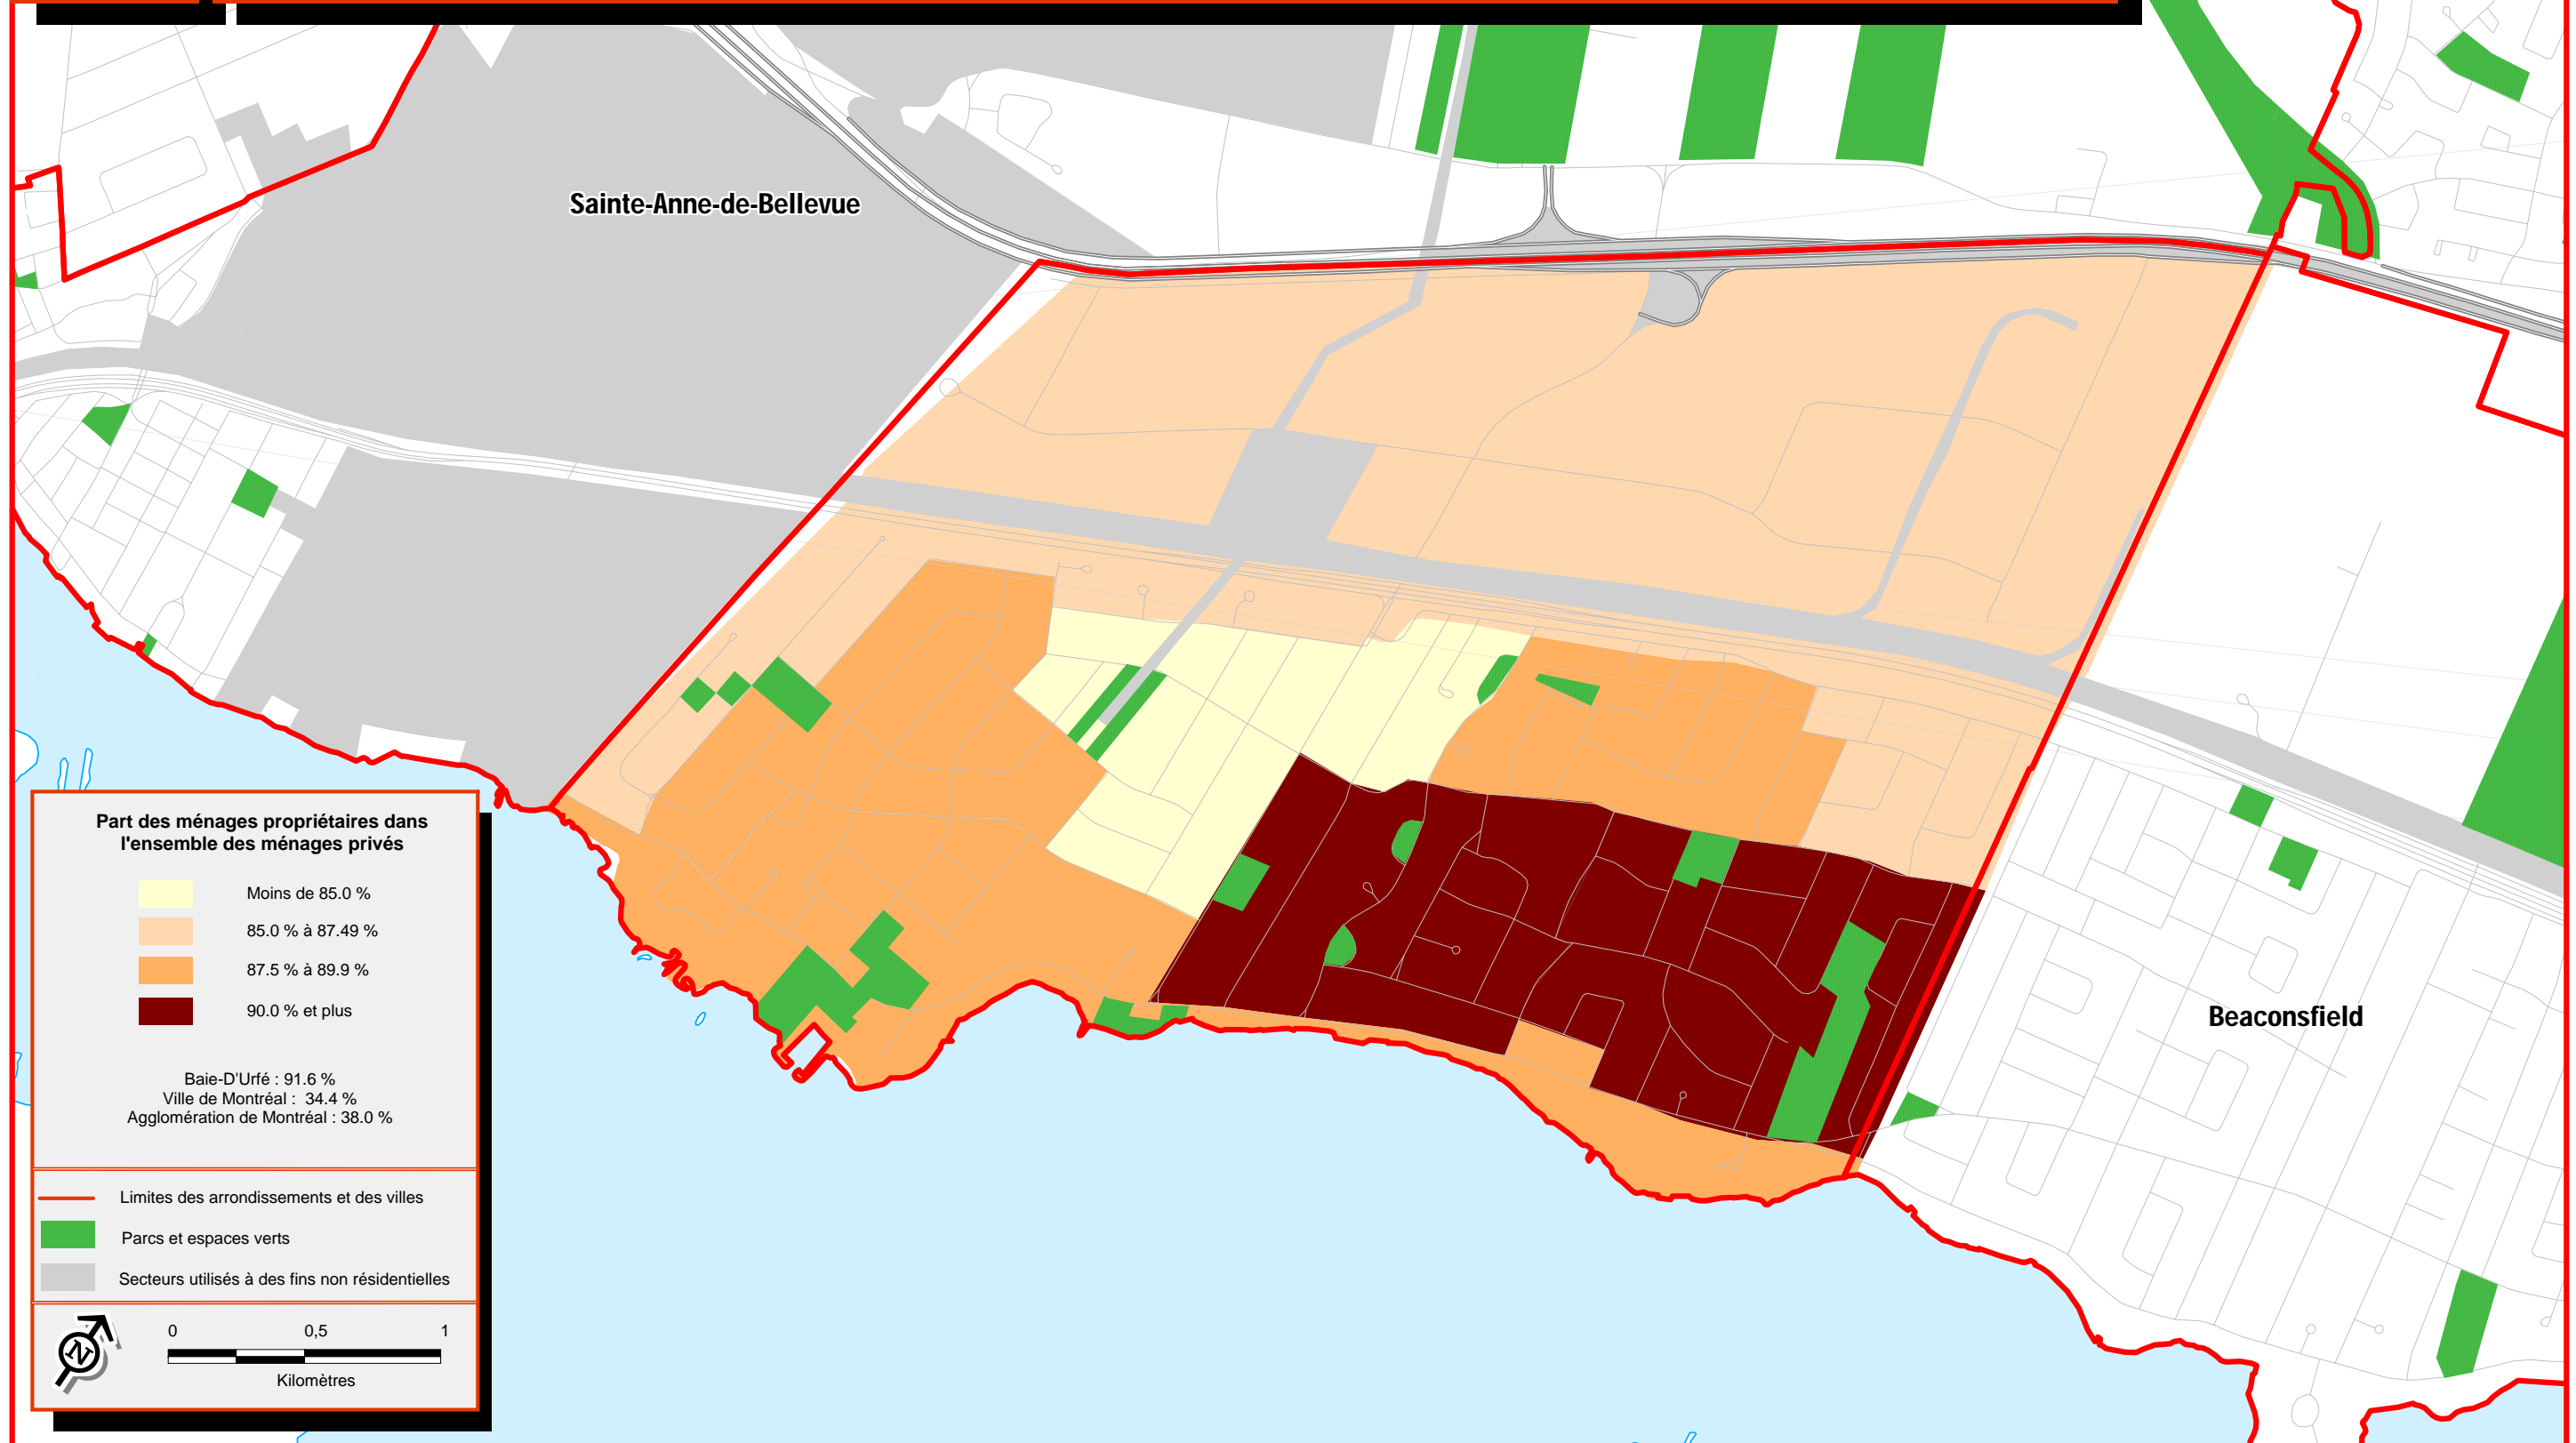 Sainte-Anne-de-Bellevue
Beaconsfield
Part des ménages propriétaires dans
l'ensemble des ménages privés
Moins de 85.0 %
85.0 % à 87.49 %
87.5 % à 89.9 %
90.0 % et plus
Baie-D'Urfé : 91.6 %
Ville de Montréal : 34.4 %
Agglomération de Montréal : 38.0 %
Limites des arrondissements et des villes
Parcs et espaces verts
Secteurs utilisés à des fins non résidentielles
N
0 0,5 1
Kilomètres